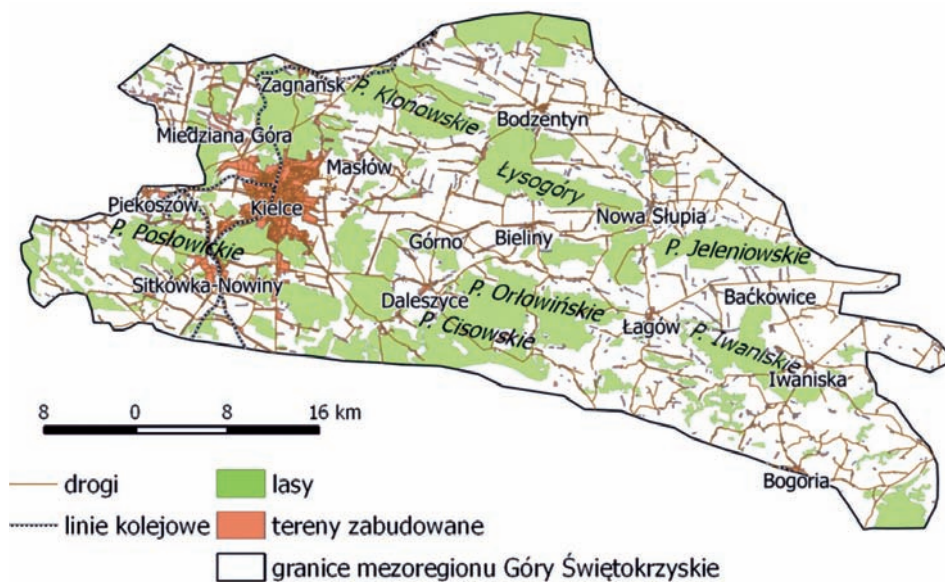 Zagnańsk
P. Klonowskie
Bodzentyn
Miedziana Góra
Masłów
Łysogóry
Piekoszów
Kielce
Nowa Słupia
P. Posłowickie
Górno
Bieliny
P. Jeleniowskie
Sitkówka-Nowiny
Daleszyce
P. Orłowińskie
Baćkowice
P. Cisowskie
Łagów
P. Iwaniskie
Iwaniska
8 0 8 16 km
Bogoria
drogi
lasy
linie kolejowe
tereny zabudowane
granice mezoregionu Góry Świętokrzyskie